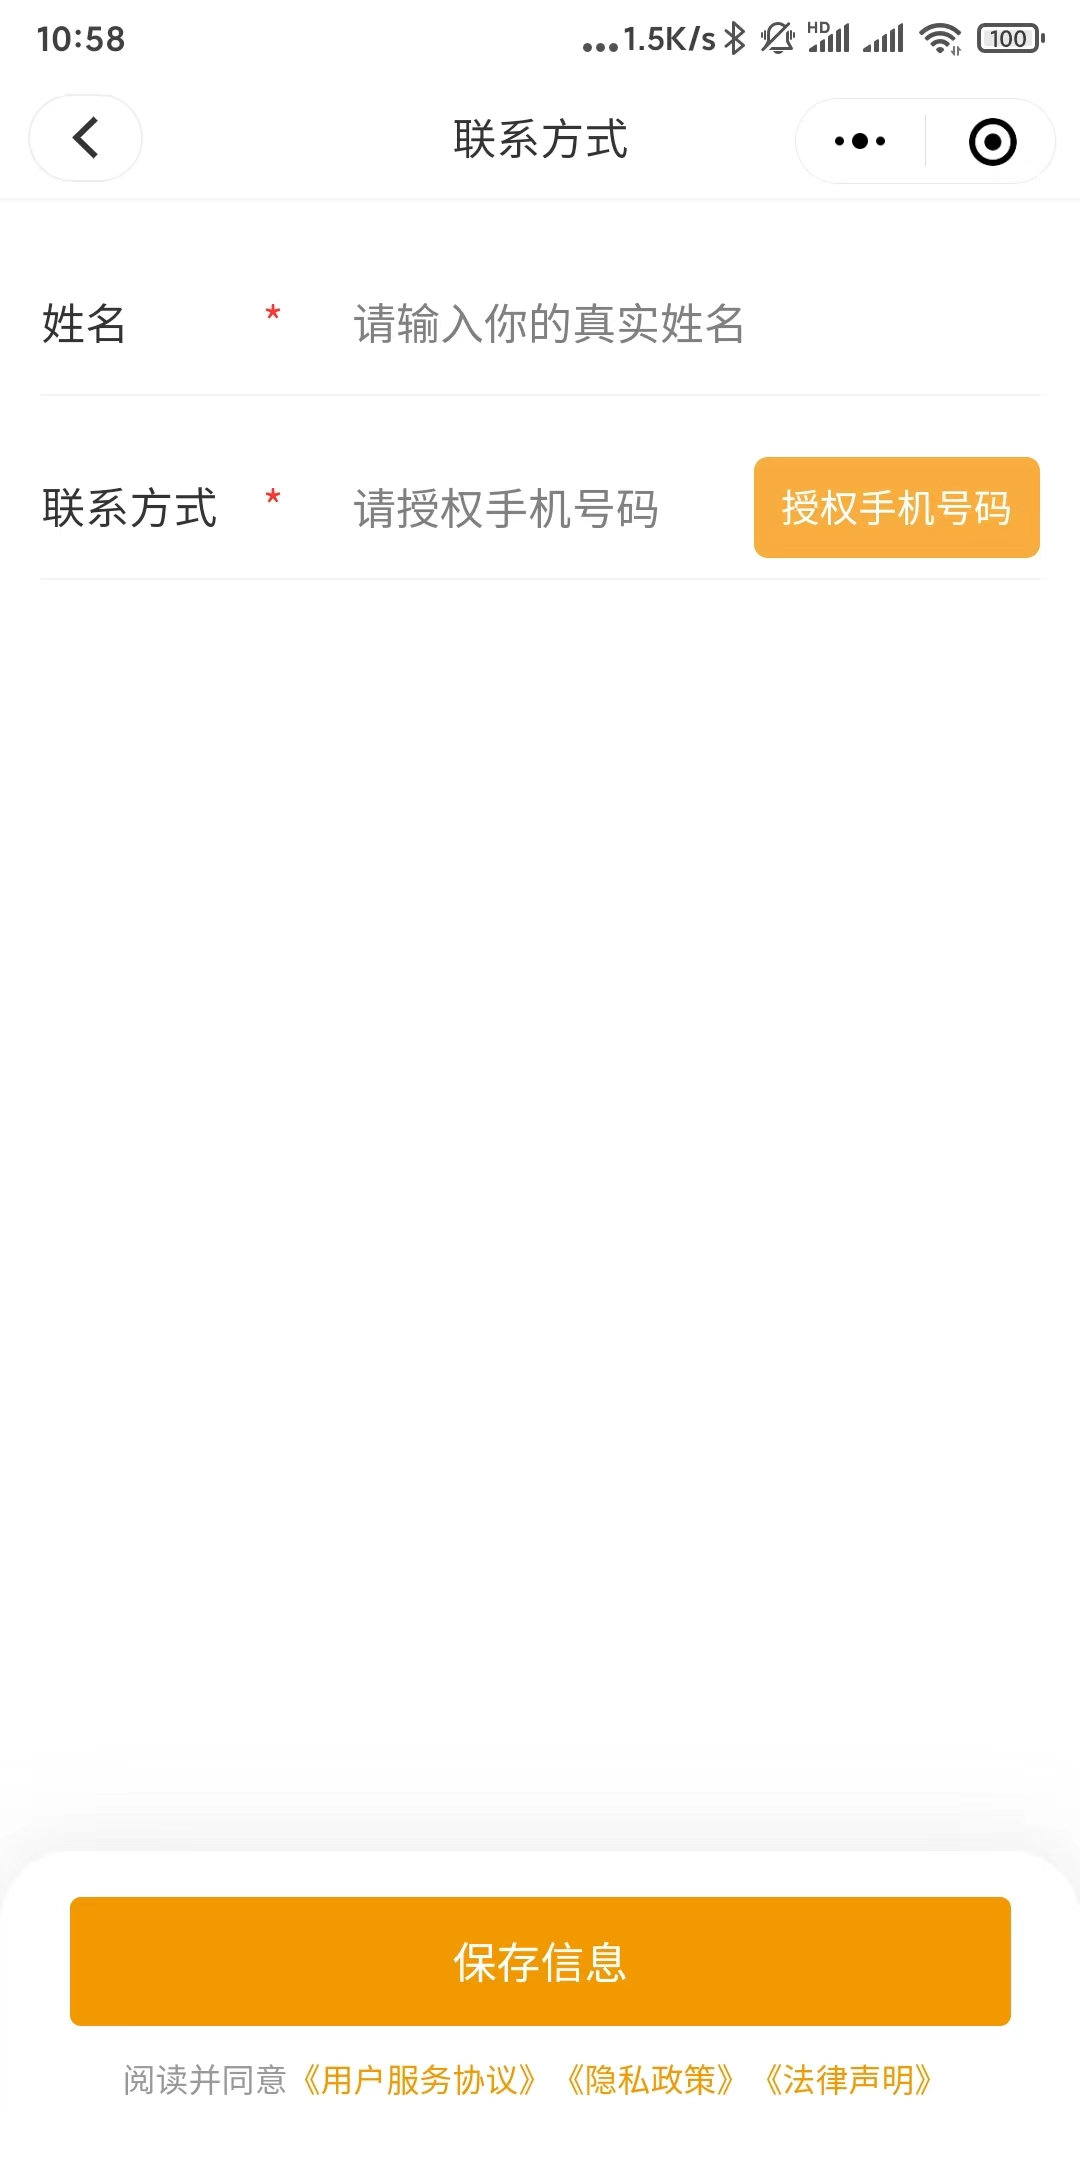 10:58 ...1.5K/s HD 100
联系方式
姓名 * 请输入你的真实姓名
联系方式 * 请授权手机号码 授权手机号码
保存信息
阅读并同意《用户服务协议》《隐私政策》《法律声明》